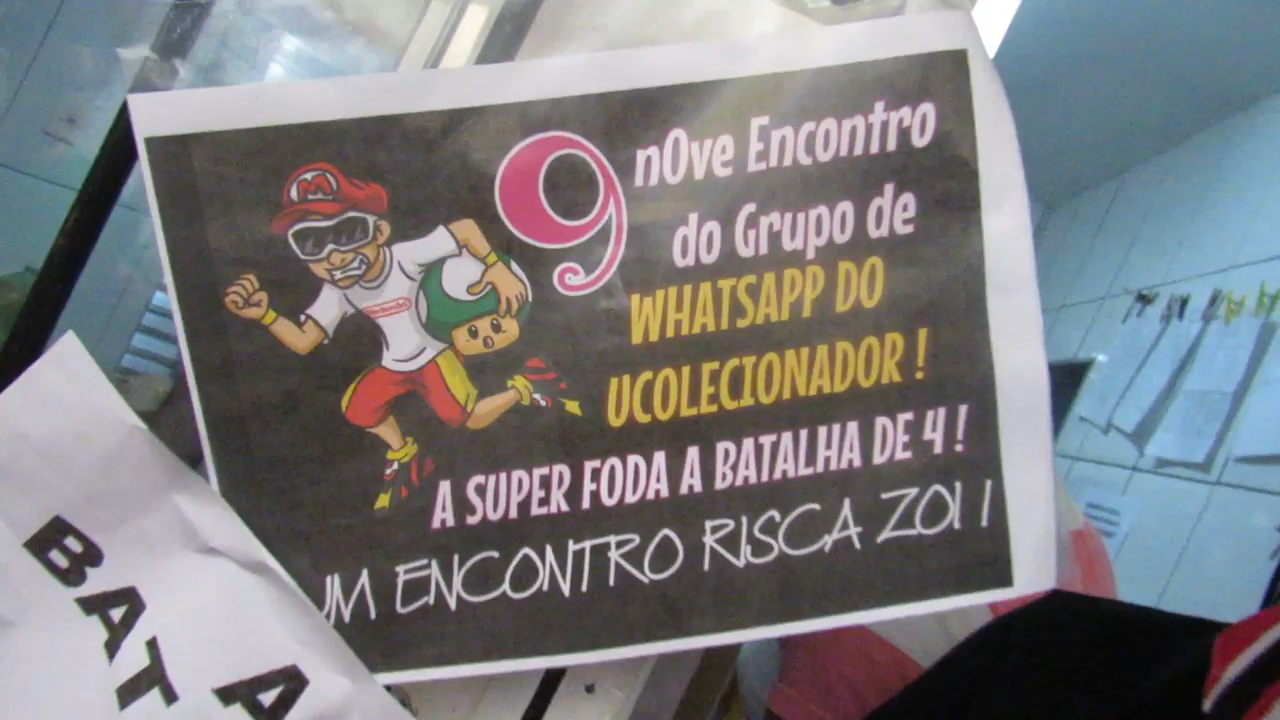 9 nOve Encontro
do Grupo de
WHATSAPP DO
UCOLECIONADOR !
A SUPER FODA A BATALHA DE 4 !
UM ENCONTRO RISCA ZOI !
M
Nintendo
BAT
A